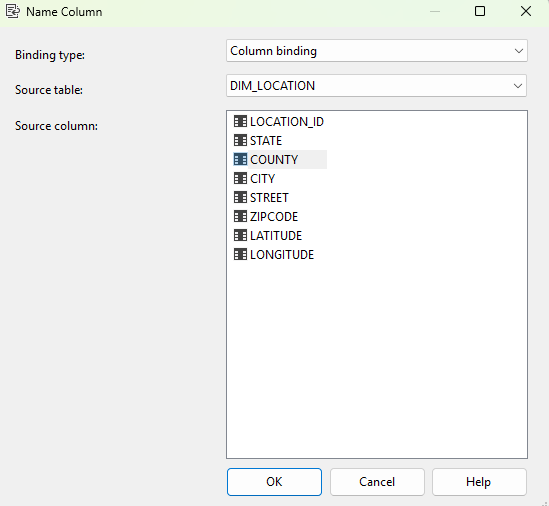 Name Column
Binding type:
Column binding
Source table:
DIM_LOCATION
Source column:
LOCATION_ID
STATE
COUNTY
CITY
STREET
ZIPCODE
LATITUDE
LONGITUDE
OK
Cancel
Help